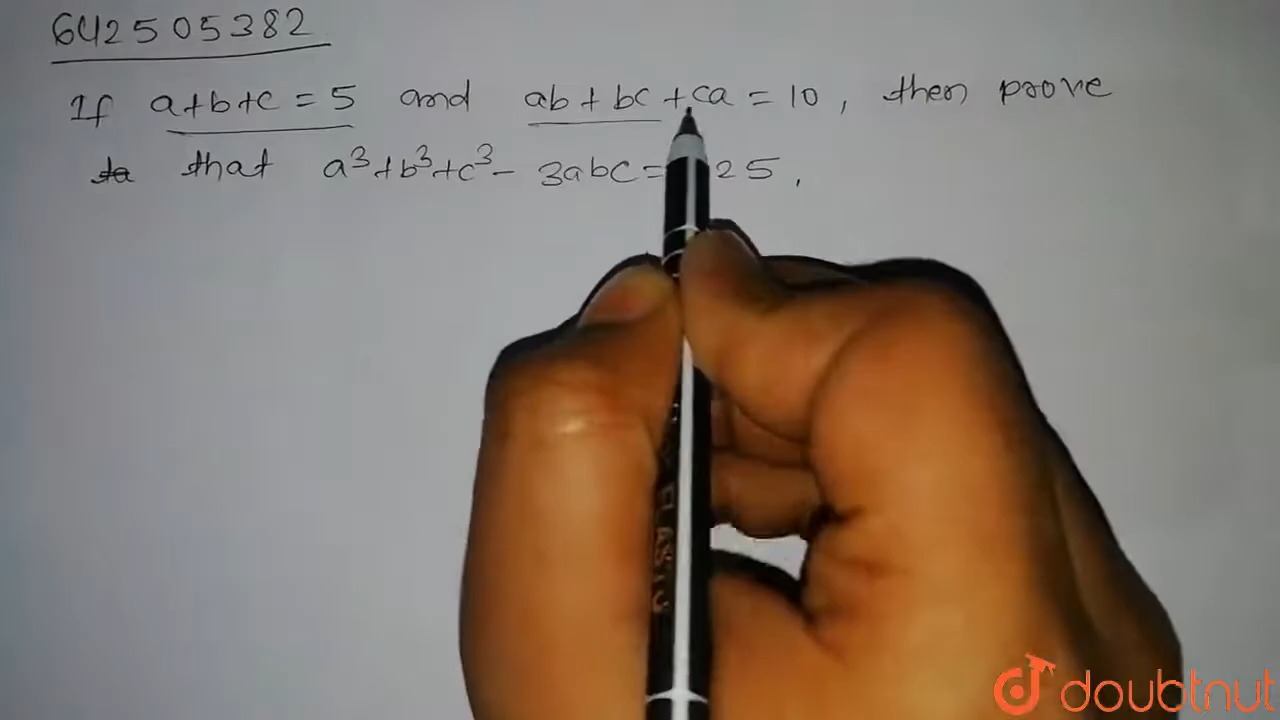 642505382
If a+b+c = 5 and ab + bc + ca = 10, then prove
that a³+b³+c³- 3abc= 25,
doubtnut